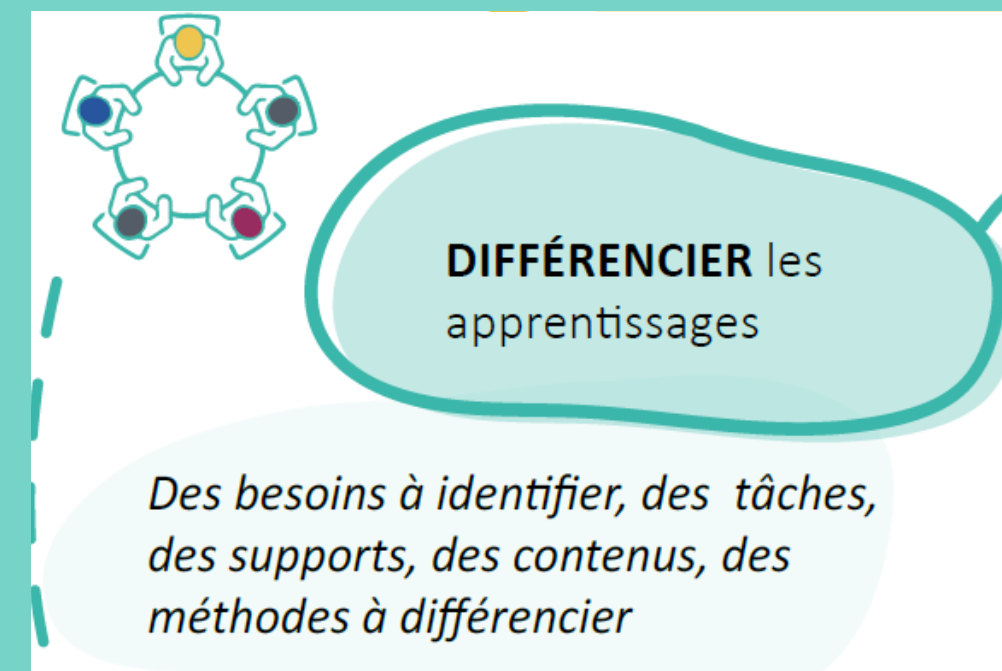 DIFFÉRENCIER les
apprentissages
Des besoins à identifier, des tâches,
des supports, des contenus, des
méthodes à différencier